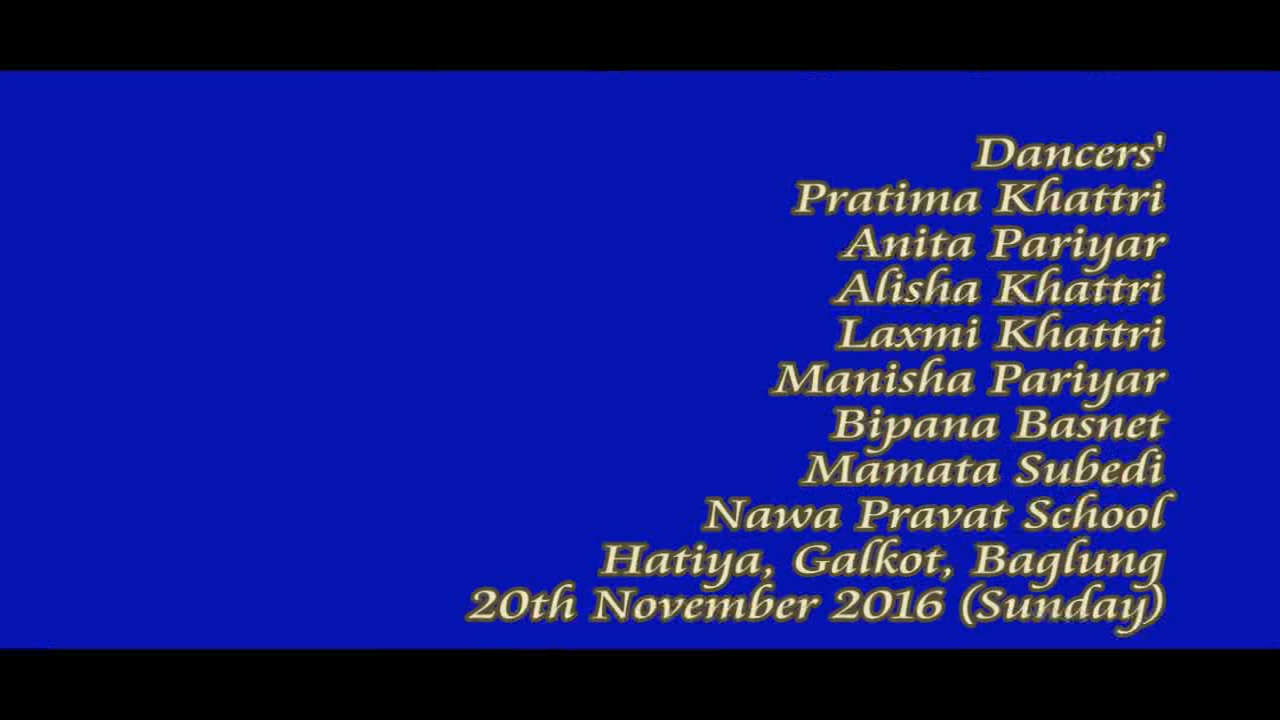 Dancers'
Pratima Khattri
Anita Pariyar
Alisha Khattri
Laxmi Khattri
Manisha Pariyar
Bipana Basnet
Mamata Subedi
Nawa Pravat School
Hatiya, Galkot, Baglung
20th November 2016 (Sunday)